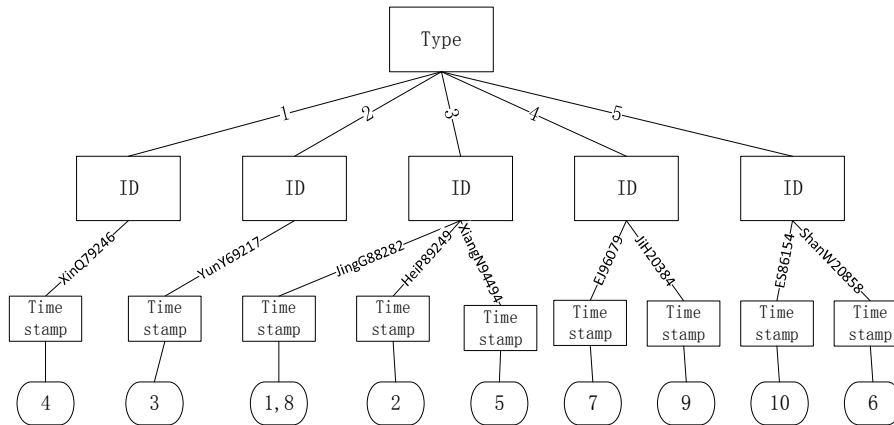 Type
1
2
3
4
5
ID
ID
ID
ID
ID
XinQ79246
YunY69217
JingG88282
HeiP89249
XiangN94494
EJ96079
JiH20384
ES86154
ShanW20858
Time
stamp
Time
stamp
Time
stamp
Time
stamp
Time
stamp
Time
stamp
Time
stamp
Time
stamp
Time
stamp
4
3
1,8
2
5
7
9
10
6